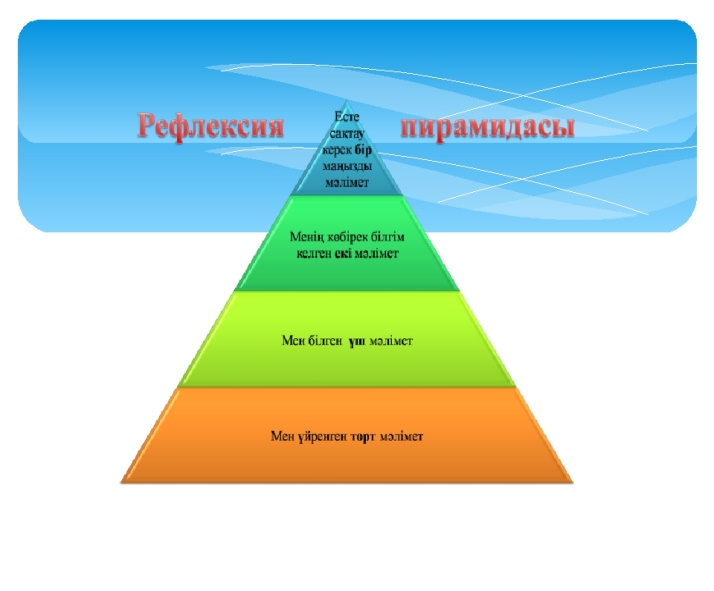 Рефлексия пирамидасы
Есте
сақтау
керек бір
маңызды
мәлімет
Менің көбірек білгім
келген екі мәлімет
Мен білген үш мәлімет
Мен үйренген торт мәлімет